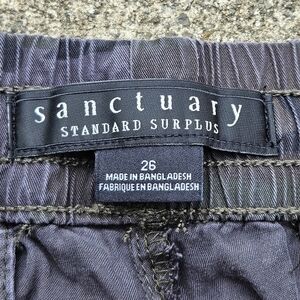 sanctuary
STANDARD SURPLUS
26
MADE IN BANGLADESH
FABRIQUE EN BANGLADESH